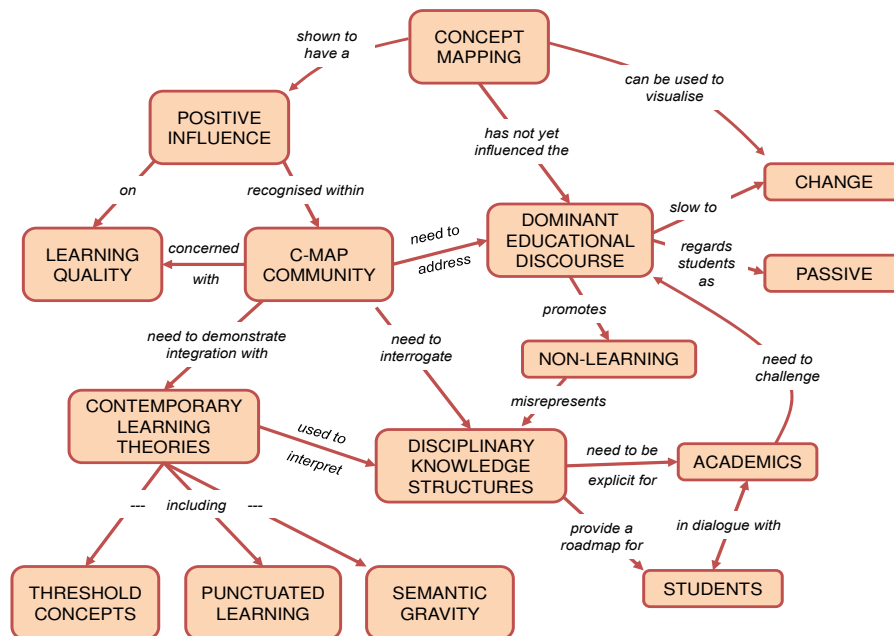 shown to
have a
CONCEPT
MAPPING
can be used to
visualise
POSITIVE
INFLUENCE
has not yet
influenced the
on
recognised within
CHANGE
slow to
LEARNING
QUALITY
concerned
with
C-MAP
COMMUNITY
need to
address
DOMINANT
EDUCATIONAL
DISCOURSE
regards
students
as
PASSIVE
promotes
need to demonstrate
integration with
need to
interrogate
NON-LEARNING
need to
challenge
misrepresents
CONTEMPORARY
LEARNING
THEORIES
used to
interpret
DISCIPLINARY
KNOWLEDGE
STRUCTURES
need to be
explicit for
ACADEMICS
--- including ---
provide a
roadmap for
in dialogue with
THRESHOLD
CONCEPTS
PUNCTUATED
LEARNING
SEMANTIC
GRAVITY
STUDENTS